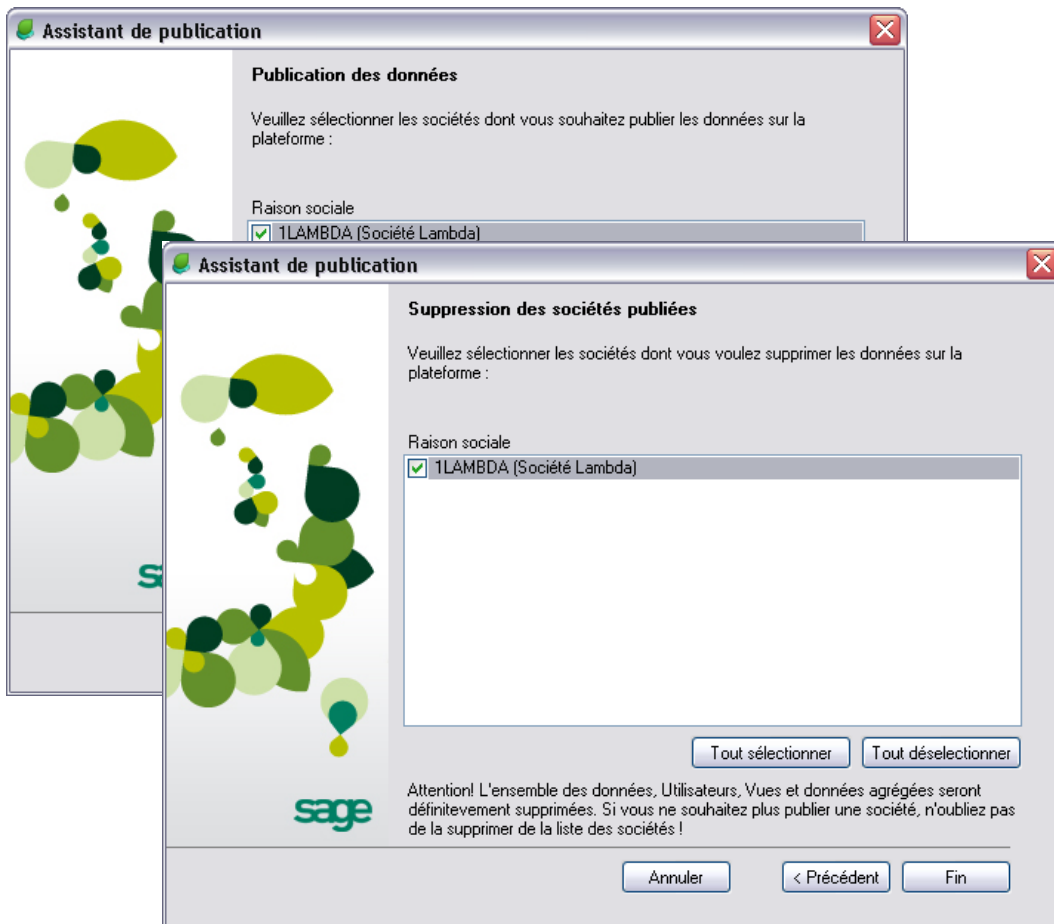 Assistant de publication
Publication des données
Veuillez sélectionner les sociétés dont vous souhaitez publier les données sur la
plateforme :
Raison sociale
1LAMBDA (Société Lambda)
Assistant de publication
Suppression des sociétés publiées
Veuillez sélectionner les sociétés dont vous voulez supprimer les données sur la
plateforme :
Raison sociale
1LAMBDA (Société Lambda)
Tout sélectionner
Tout déselectionner
Attention! L'ensemble des données, Utilisateurs, Vues et données agrégées seront
définitevement supprimées. Si vous ne souhaitez plus publier une société, n'oubliez pas
de la supprimer de la liste des sociétés !
sage
Annuler
< Précédent
Fin